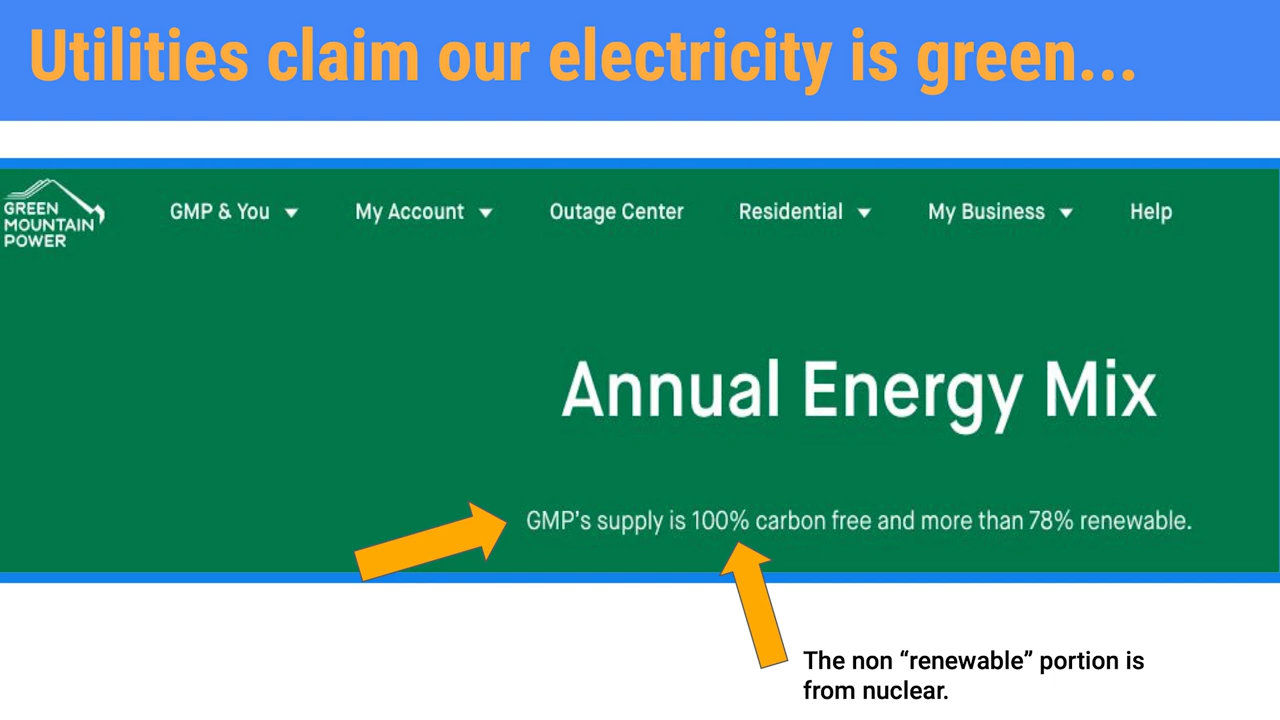 Utilities claim our electricity is green...
GREEN
MOUNTAIN
POWER
GMP & You My Account Outage Center Residential My Business Help
Annual Energy Mix
GMP's supply is 100% carbon free and more than 78% renewable.
The non “renewable” portion is
from nuclear.